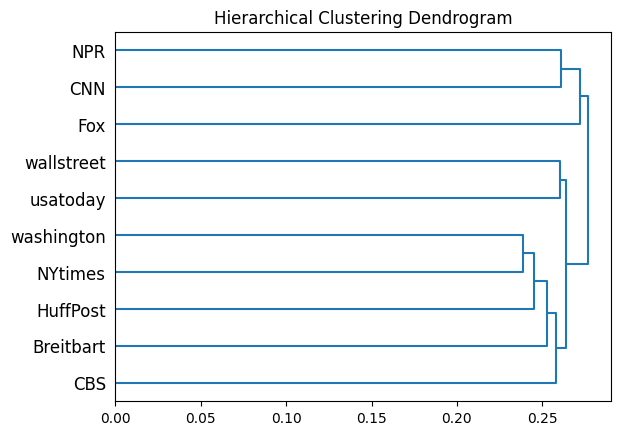 Hierarchical Clustering Dendrogram
NPR
CNN
Fox
wallstreet
usatoday
washington
NYtimes
HuffPost
Breitbart
CBS
0.00 0.05 0.10 0.15 0.20 0.25